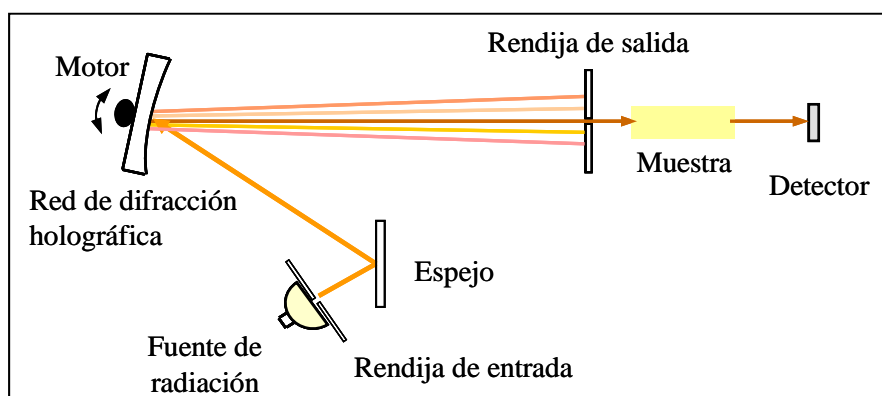 Rendija de salida
Motor
Muestra
Detector
Red de difracción
holográfica
Espejo
Fuente de
radiación
Rendija de entrada